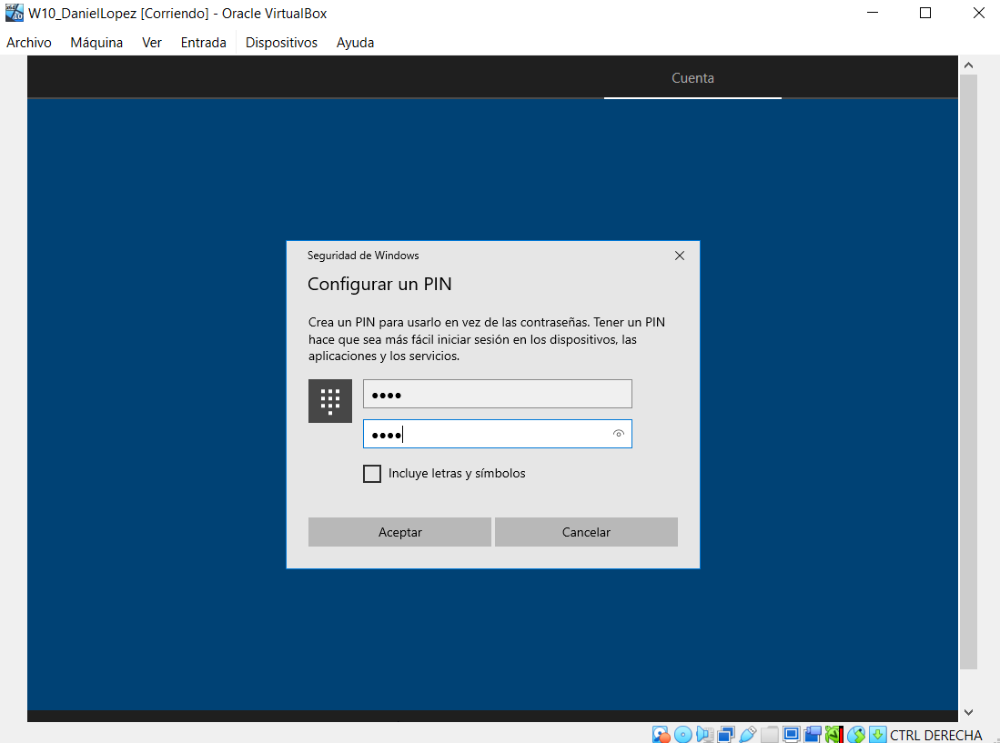 W10_DanielLopez [Corriendo] - Oracle VirtualBox
Archivo Máquina Ver Entrada Dispositivos Ayuda
Cuenta
Seguridad de Windows
Configurar un PIN
Crea un PIN para usarlo en vez de las contraseñas. Tener un PIN
hace que sea más fácil iniciar sesión en los dispositivos, las
aplicaciones y los servicios.
●●●●
●●●●
Incluye letras y símbolos
Aceptar Cancelar
CTRL DERECHA